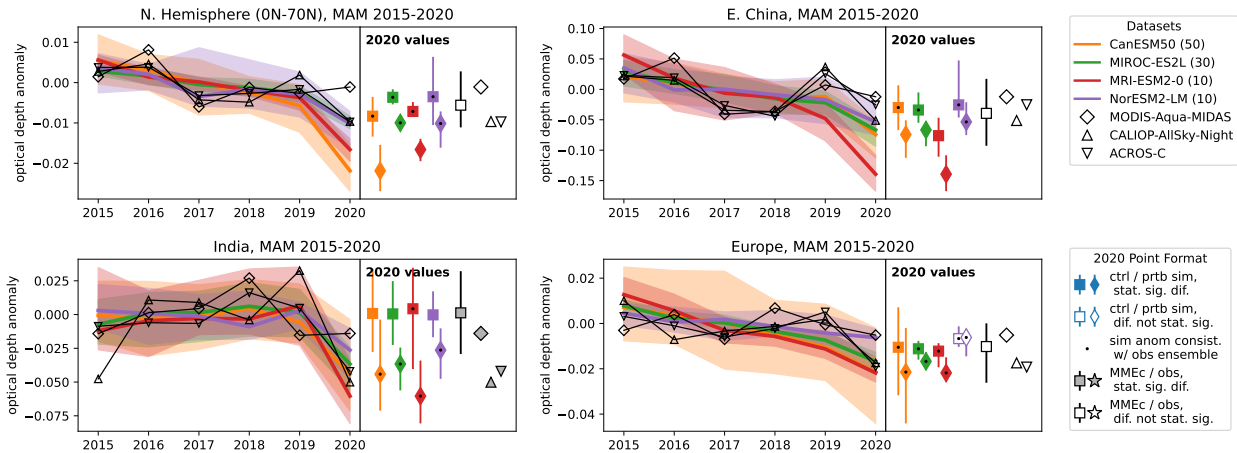 N. Hemisphere (0N-70N), MAM 2015-2020
optical depth anomaly
0.01
0.00
−0.01
−0.02
2020 values
2015 2016 2017 2018 2019 2020
E. China, MAM 2015-2020
optical depth anomaly
0.10
0.05
0.00
−0.05
−0.10
−0.15
2020 values
2015 2016 2017 2018 2019 2020
Datasets
CanESM50 (50)
MIROC-ES2L (30)
MRI-ESM2-0 (10)
NorESM2-LM (10)
MODIS-Aqua-MIDAS
CALIOP-AllSky-Night
ACROS-C
India, MAM 2015-2020
optical depth anomaly
0.025
0.000
−0.025
−0.050
−0.075
2020 values
2015 2016 2017 2018 2019 2020
Europe, MAM 2015-2020
optical depth anomaly
0.02
0.00
−0.02
−0.04
2020 values
2015 2016 2017 2018 2019 2020
2020 Point Format
ctrl / prtb sim,
stat. sig. dif.
ctrl / prtb sim,
dif. not stat. sig.
sim anom consist.
w/ obs ensemble
MMEc / obs,
stat. sig. dif.
MMEc / obs,
dif. not stat. sig.